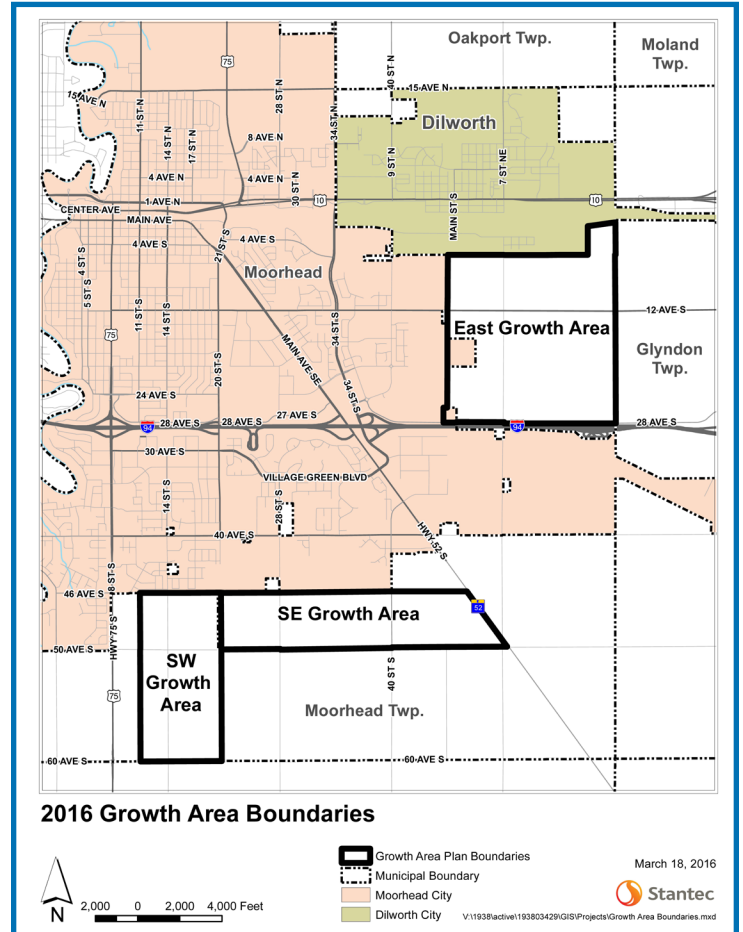 Oakport Twp.
Moland
Twp.
75
40 ST N
15 AVE N
15 AVE N
11 ST N
28 ST N
34 ST N
Dilworth
14 ST N
17 ST N
8 AVE N
9 ST N
7 ST NE
4 AVE N
4 AVE N
30 ST N
1 AVE N
10
10
CENTER AVE
MAIN AVE
MAIN ST S
21 ST S
4 AVE S
4 AVE S
4 ST S
5 ST S
Moorhead
11 ST S
14 ST S
12 AVE S
East Growth Area
75
34 ST S
MAIN AVE SE
Glyndon
Twp.
20 ST S
34 ST S
24 AVE S
27 AVE S
94
28 AVE S
28 AVE S
94
28 AVE S
30 AVE S
VILLAGE GREEN BLVD
14 ST S
28 ST S
40 AVE S
HWY 52 S
8 ST S
46 AVE S
52
SE Growth Area
HWY 75 S
50 AVE S
SW
Growth
Area
40 ST S
75
Moorhead Twp.
60 AVE S
60 AVE S
2016 Growth Area Boundaries
Growth Area Plan Boundaries
Municipal Boundary
Moorhead City
Dilworth City
March 18, 2016
Stantec
N
2,000 0 2,000 4,000 Feet
V:\1938\active\193803429\GIS\Projects\Growth Area Boundaries.mxd